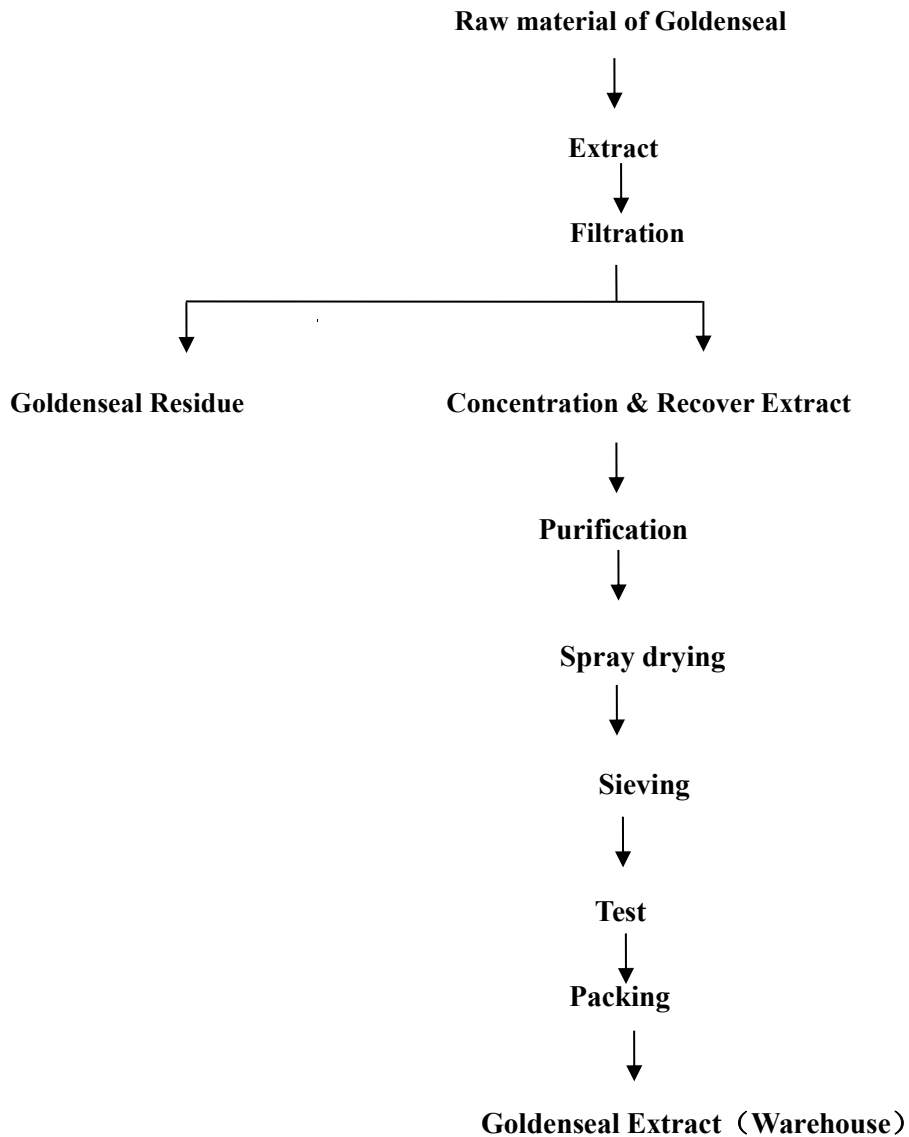 Raw material of Goldenseal
Extract
Filtration
Goldenseal Residue
Concentration & Recover Extract
Purification
Spray drying
Sieving
Test
Packing
Goldenseal Extract（Warehouse）